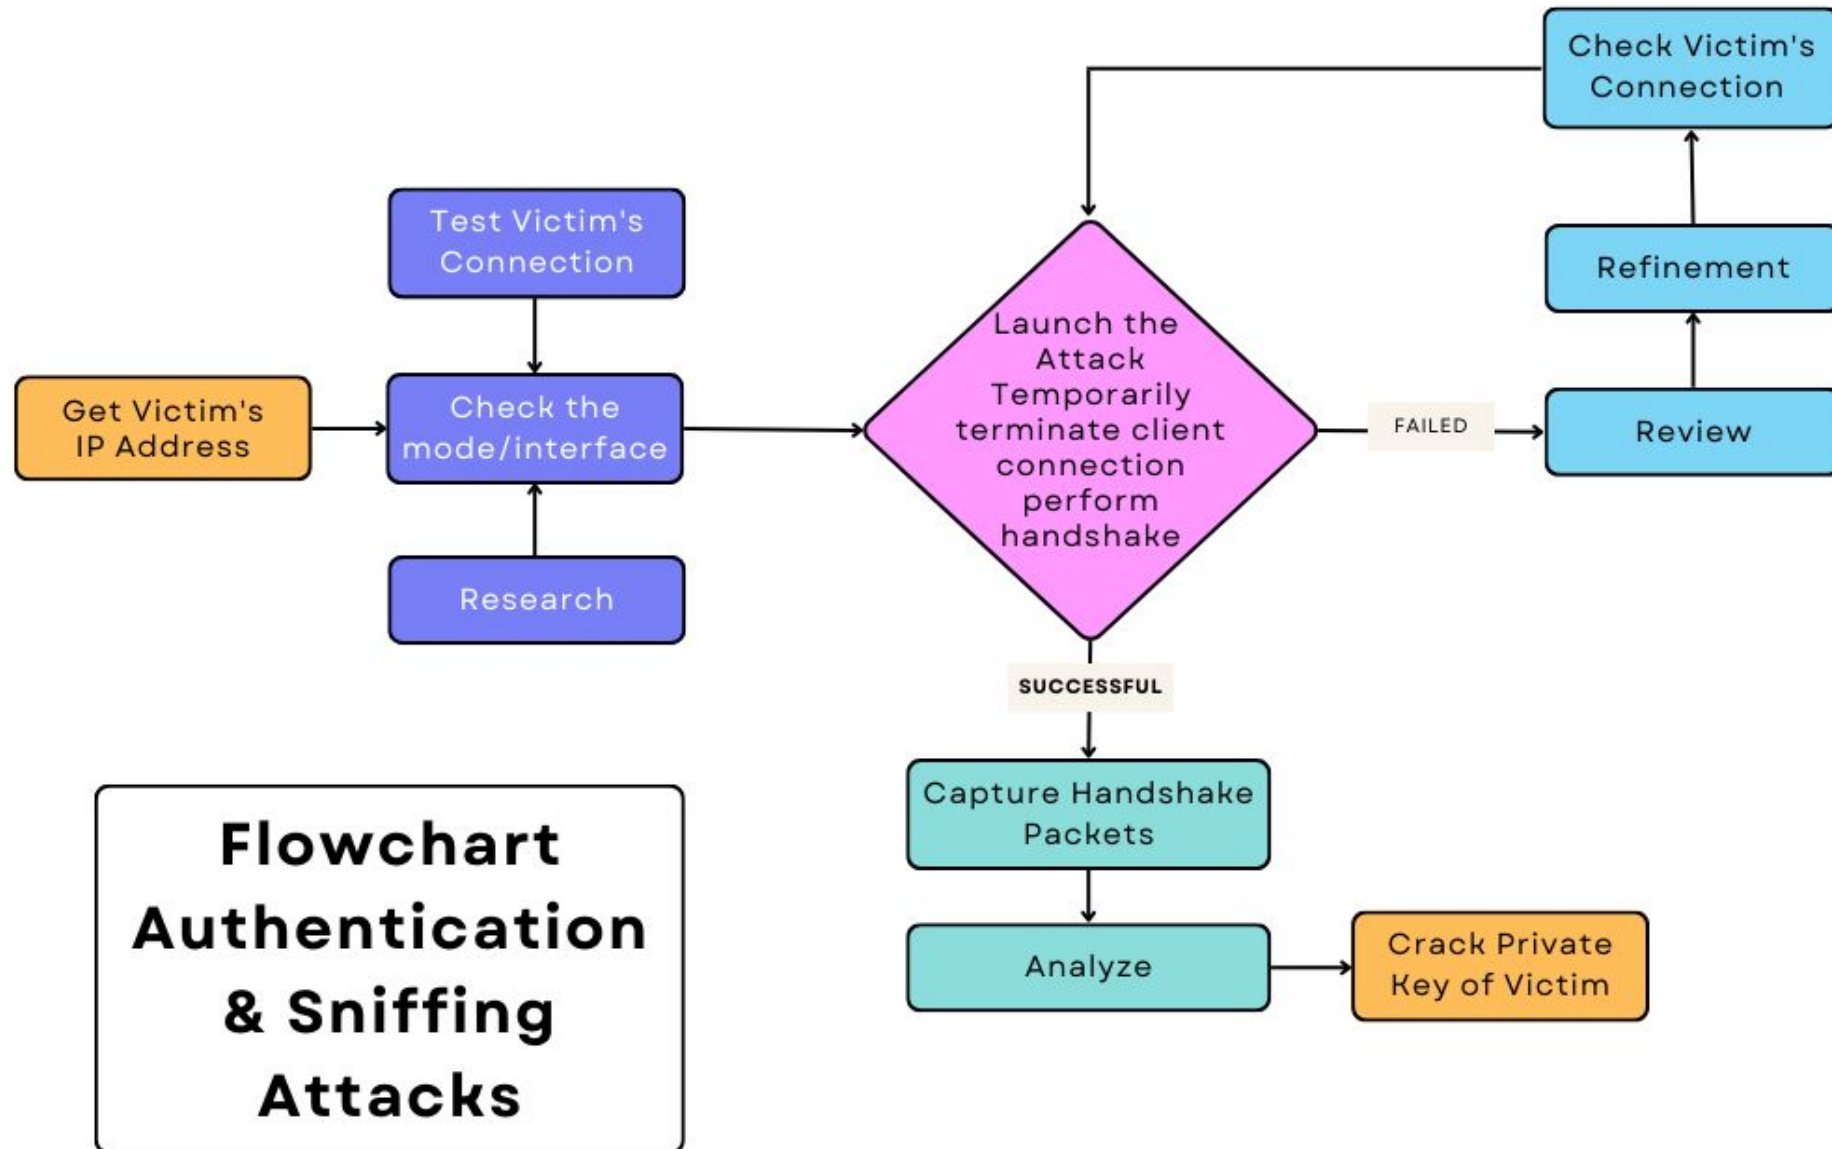 Check Victim's
Connection
Test Victim's
Connection
Refinement
Get Victim's
IP Address
Check the
mode/interface
Launch the
Attack
Temporarily
terminate client
connection
perform
handshake
FAILED
Review
Research
SUCCESSFUL
Capture Handshake
Packets
Analyze
Crack Private
Key of Victim
Flowchart
Authentication
& Sniffing
Attacks